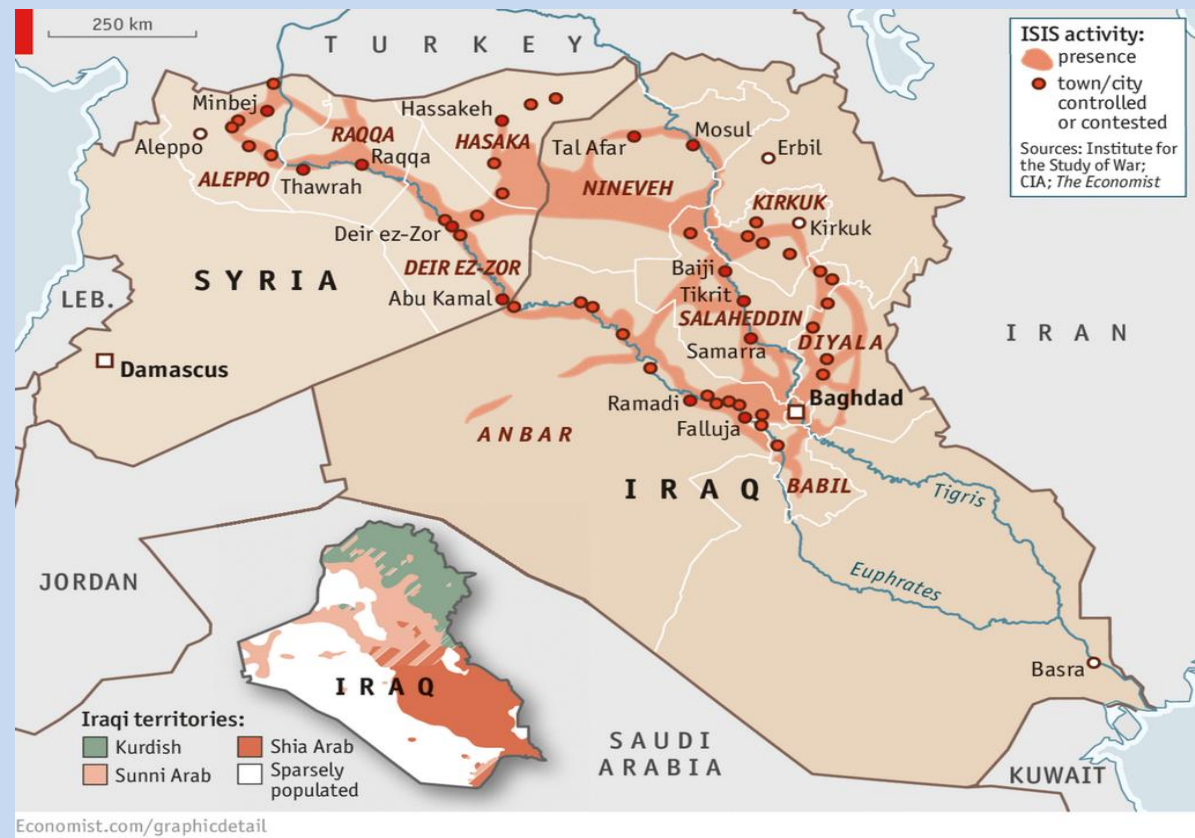 250 km
TURKEY
ISIS activity:
presence
town/city
controlled
or contested
Sources: Institute for
the Study of War;
CIA; The Economist
Minbej
Aleppo
ALEPPO
Thawrah
RAQQA
Raqqa
Hassakeh
HASAKA
Tal Afar
Mosul
Erbil
NINEVEH
KIRKUK
Kirkuk
Deir ez-Zor
DEIR EZ-ZOR
Abu Kamal
SYRIA
LEB.
Damascus
Baiji
Tikrit
SALAHEDDIN
Samarra
DIYALA
IRAN
Baghdad
Ramadi
Falluja
ANBAR
IRAQ
BABIL
Tigris
Euphrates
Basra
JORDAN
SAUDI
ARABIA
KUWAIT
IRAQ
Iraqi territories:
Kurdish
Shia Arab
Sunni Arab
Sparsely
populated
Economist.com/graphicdetail